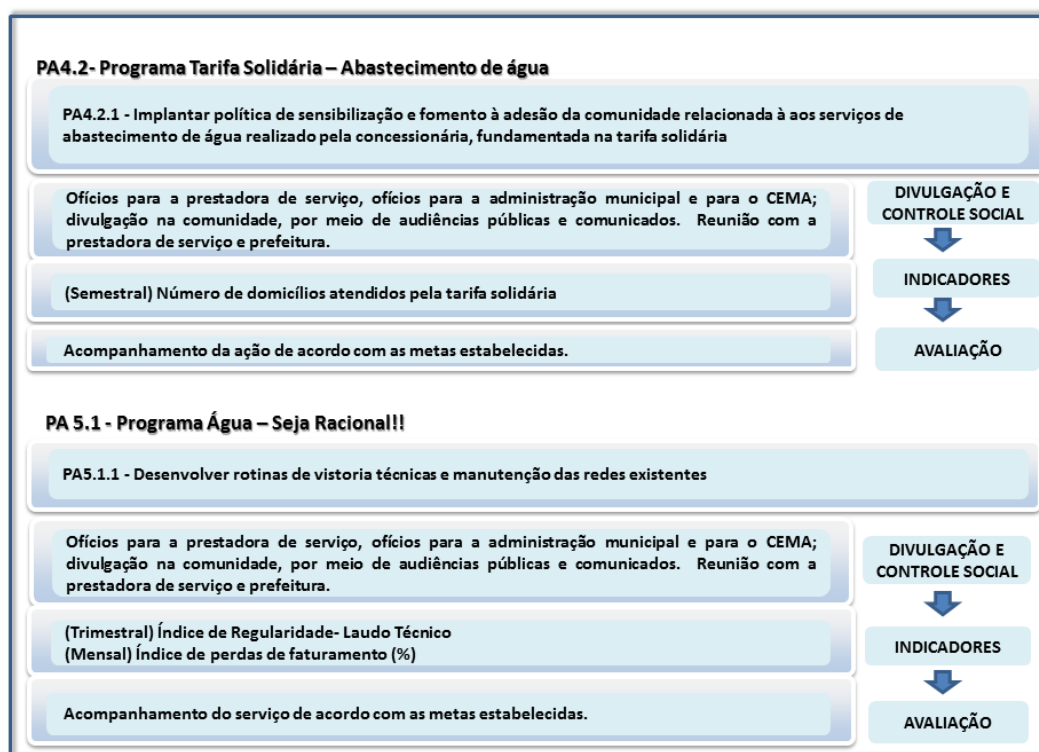 PA4.2- Programa Tarifa Solidária – Abastecimento de água
PA4.2.1 - Implantar política de sensibilização e fomento à adesão da comunidade relacionada à aos serviços de
abastecimento de água realizado pela concessionária, fundamentada na tarifa solidária
Ofícios para a prestadora de serviço, ofícios para a administração municipal e para o CEMA;
divulgação na comunidade, por meio de audiências públicas e comunicados. Reunião com a
prestadora de serviço e prefeitura.
DIVULGAÇÃO E
CONTROLE SOCIAL
(Semestral) Número de domicílios atendidos pela tarifa solidária
INDICADORES
Acompanhamento da ação de acordo com as metas estabelecidas.
AVALIAÇÃO
PA 5.1 - Programa Água – Seja Racional!!
PA5.1.1 - Desenvolver rotinas de vistoria técnicas e manutenção das redes existentes
Ofícios para a prestadora de serviço, ofícios para a administração municipal e para o CEMA;
divulgação na comunidade, por meio de audiências públicas e comunicados. Reunião com a
prestadora de serviço e prefeitura.
DIVULGAÇÃO E
CONTROLE SOCIAL
(Trimestral) Índice de Regularidade- Laudo Técnico
(Mensal) Índice de perdas de faturamento (%)
INDICADORES
Acompanhamento do serviço de acordo com as metas estabelecidas.
AVALIAÇÃO